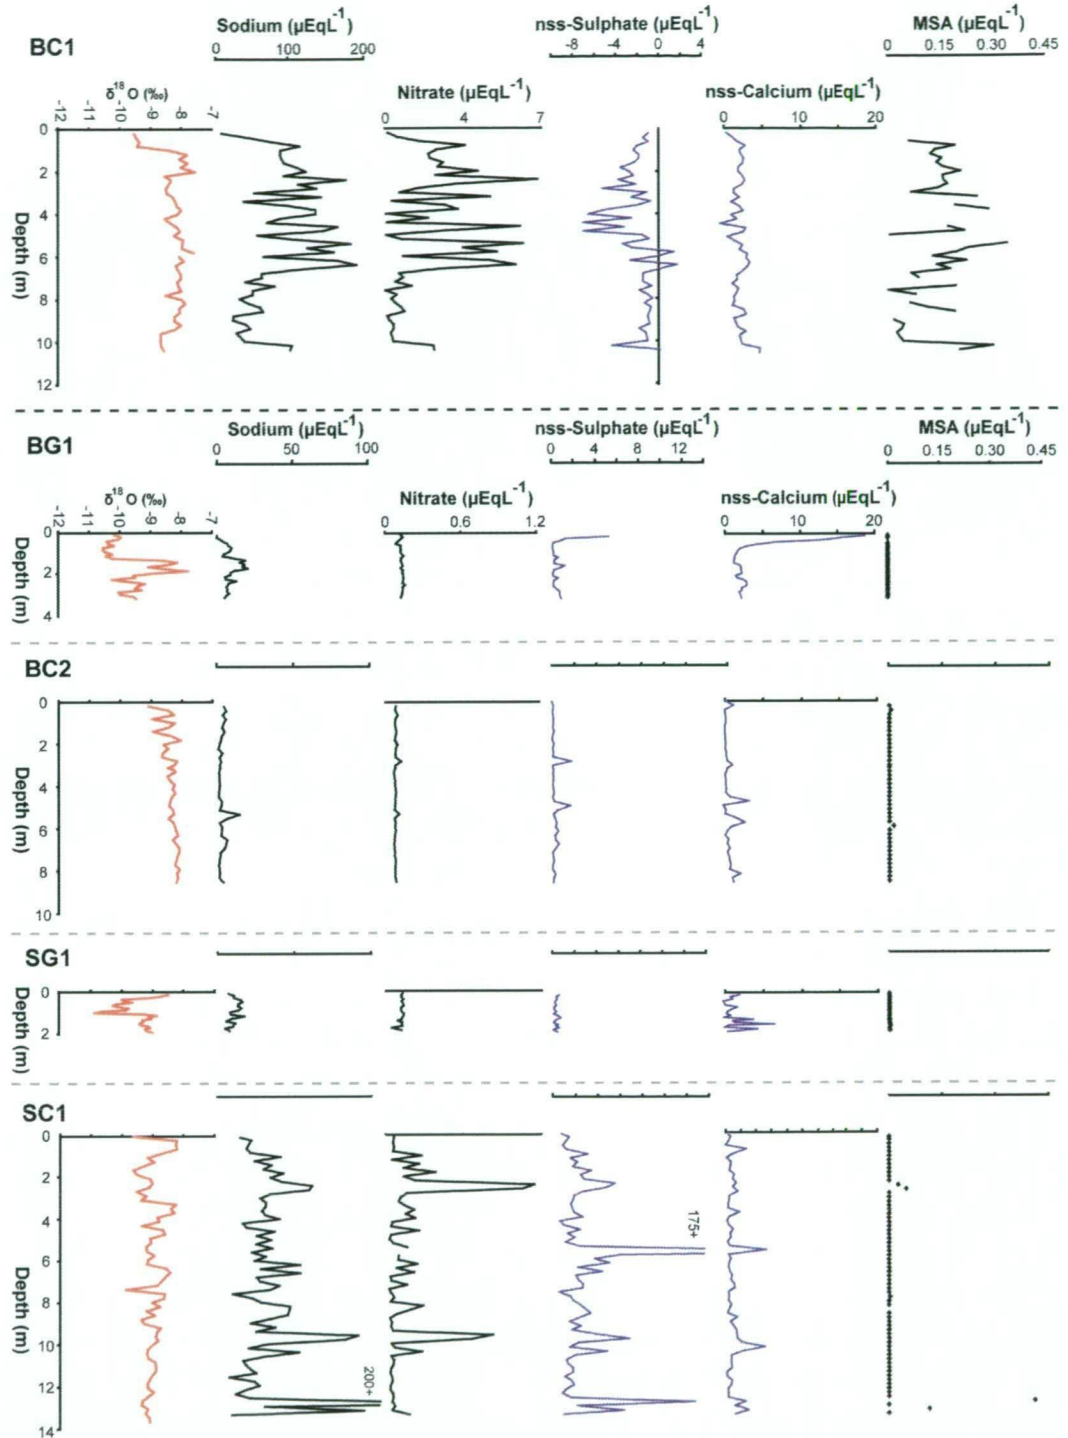 BC1
Sodium (µEqL⁻¹)
0 100 200
nss-Sulphate (µEqL⁻¹)
-8 -4 0 4
MSA (µEqL⁻¹)
0 0.15 0.30 0.45
δ¹⁸O (‰)
-12 -11 -10 -9 -8 -7
Nitrate (µEqL⁻¹)
0 4 7
nss-Calcium (µEqL⁻¹)
0 10 20
Depth (m)
0
2
4
6
8
10
12
BG1
Sodium (µEqL⁻¹)
0 50 100
nss-Sulphate (µEqL⁻¹)
0 4 8 12
MSA (µEqL⁻¹)
0 0.15 0.30 0.45
δ¹⁸O (‰)
-12 -11 -10 -9 -8 -7
Nitrate (µEqL⁻¹)
0 0.6 1.2
nss-Calcium (µEqL⁻¹)
0 10 20
Depth (m)
0
2
4
BC2
Depth (m)
0
2
4
6
8
10
SG1
Depth (m)
0
2
SC1
Depth (m)
0
2
4
6
8
10
12
14
175+
200+